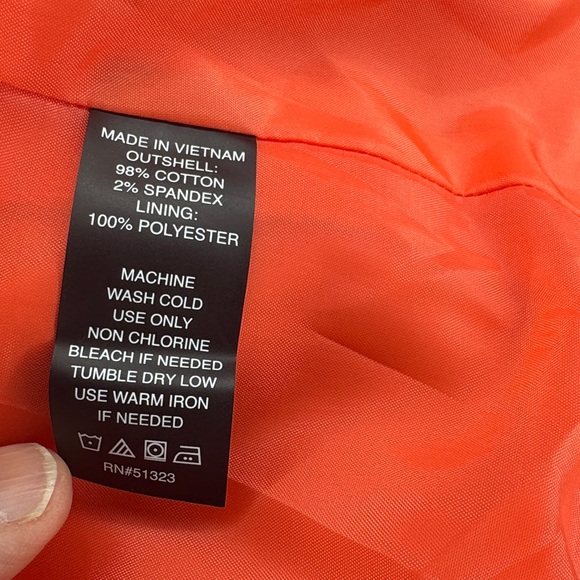 MADE IN VIETNAM
OUTSHELL:
98% COTTON
2% SPANDEX
LINING:
100% POLYESTER
MACHINE
WASH COLD
USE ONLY
NON CHLORINE
BLEACH IF NEEDED
TUMBLE DRY LOW
USE WARM IRON
IF NEEDED
RN#51323